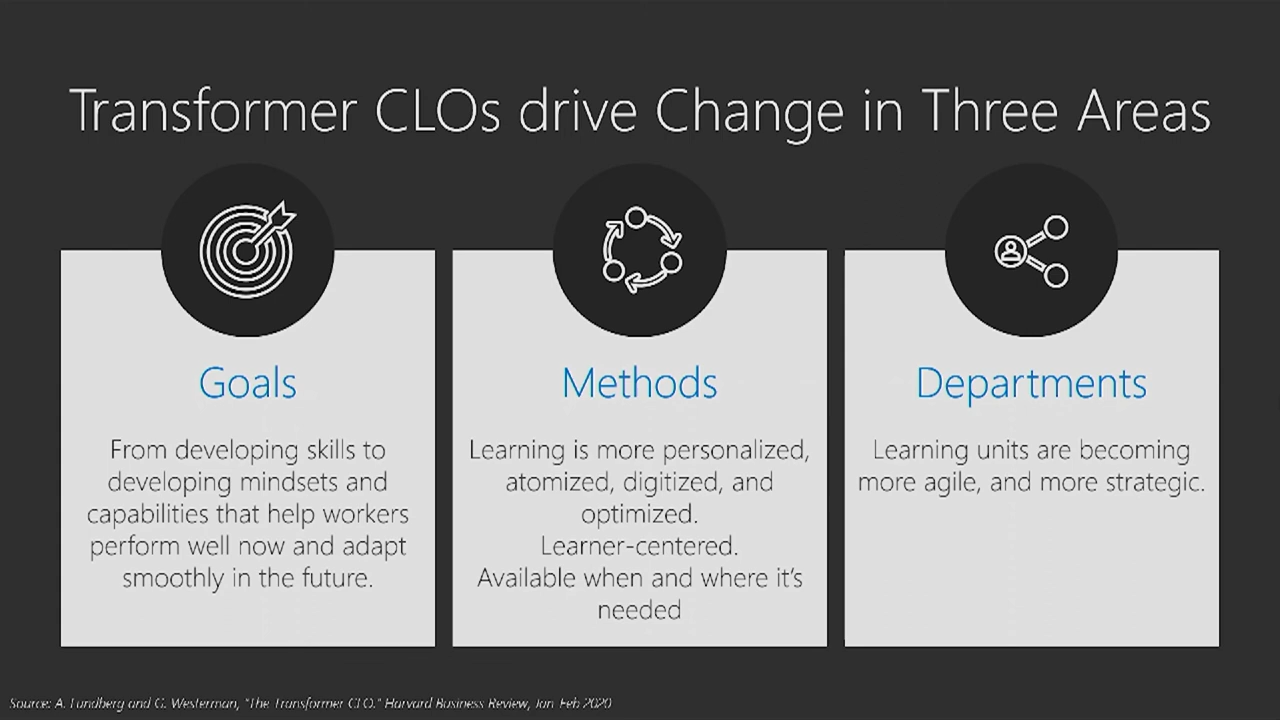 Transformer CLOs drive Change in Three Areas
Goals
From developing skills to
developing mindsets and
capabilities that help workers
perform well now and adapt
smoothly in the future.
Methods
Learning is more personalized,
atomized, digitized, and
optimized.
Learner-centered.
Available when and where it's
needed
Departments
Learning units are becoming
more agile, and more strategic.
Source: A. Lundberg and G. Westerman, "The Transformer CLO." Harvard Business Review, Jan-Feb 2020